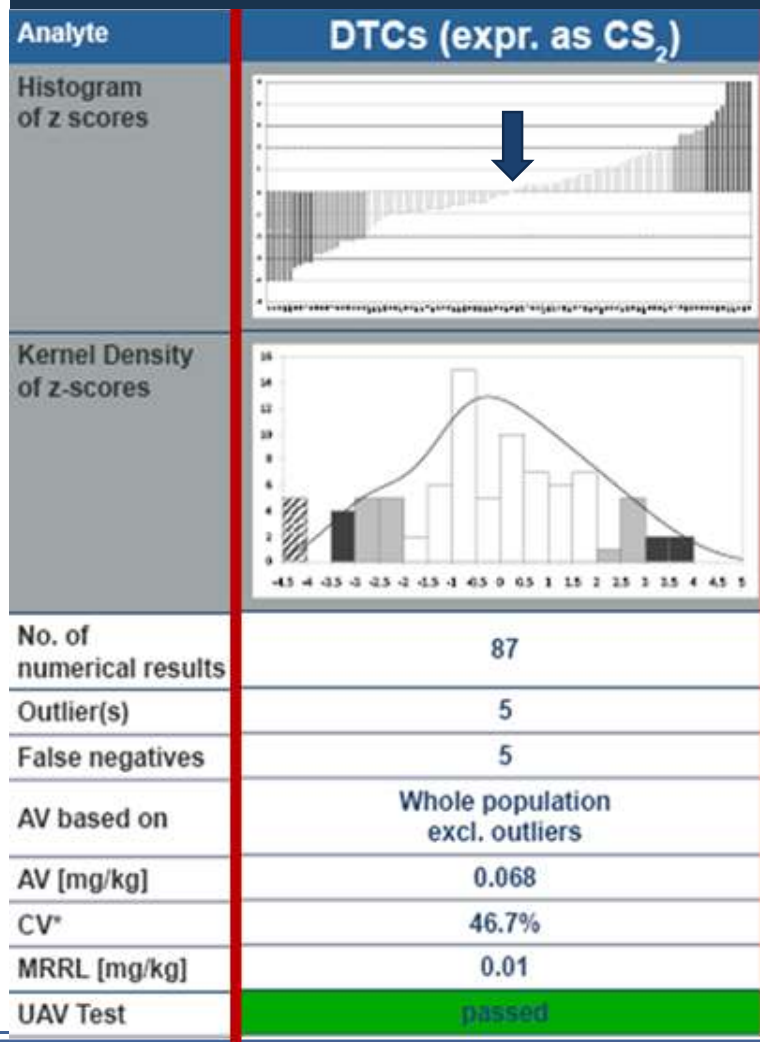 Analyte
DTCs (expr. as CS₂)
Histogram
of z scores
Kernel Density
of z-scores
16
14
12
10
8
6
4
2
0
-4.5 -4 -3.5 -3 -2.5 -2 -1.5 -1 -0.5 0 0.5 1 1.5 2 2.5 3 3.5 4 4.5 5
No. of
numerical results
87
Outlier(s)
5
False negatives
5
AV based on
Whole population
excl. outliers
AV [mg/kg]
0.068
CV*
46.7%
MRRL [mg/kg]
0.01
UAV Test
passed